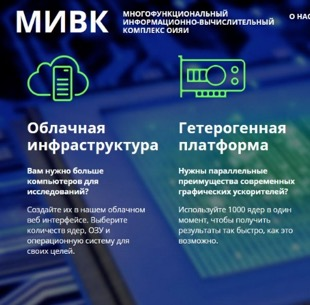 МИВК
МНОГОФУНКЦИОНАЛЬНЫЙ
ИНФОРМАЦИОННО-ВЫЧИСЛИТЕЛЬНЫЙ
КОМПЛЕКС ОИЯИ
О НАС
Облачная
инфраструктура
Вам нужно больше
компьютеров для
исследований?
Создайте их в нашем облачном
веб интерфейсе. Выберите
количеств ядер, ОЗУ и
операционную систему для
своих целей.
Гетерогенная
платформа
Нужны параллельные
преимущества современных
графических ускорителей?
Используйте 1000 ядер в один
момент, чтобы получить
результаты так быстро, как это
возможно.